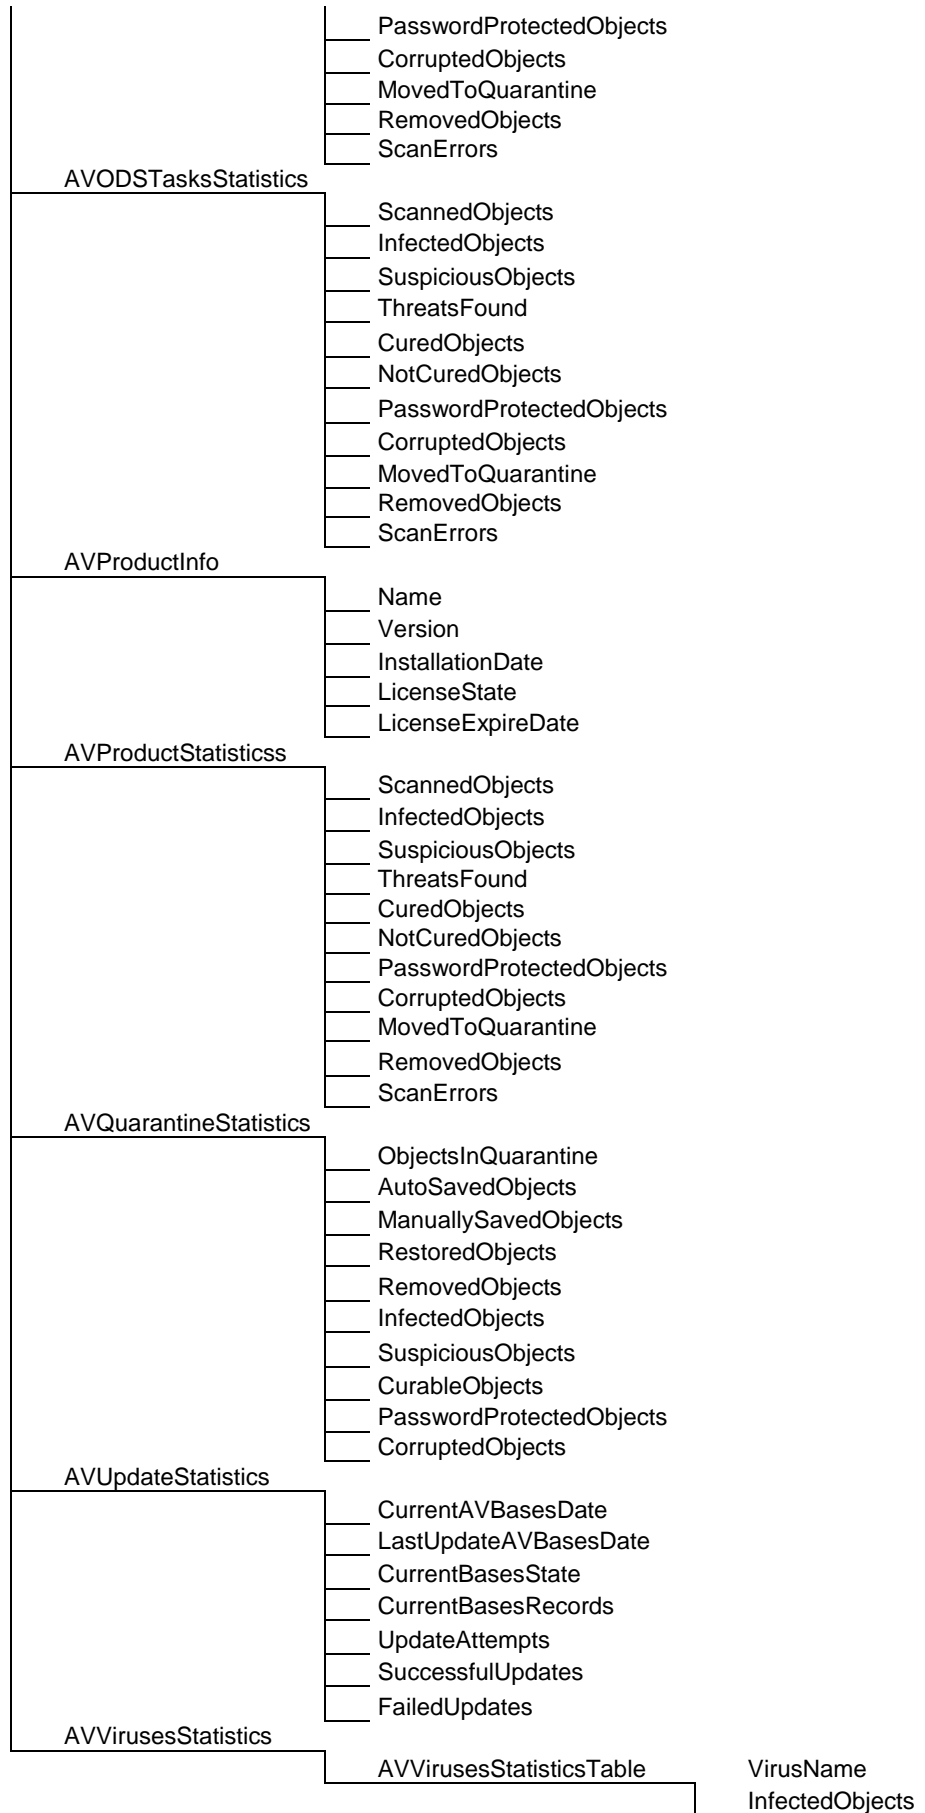 PasswordProtectedObjects
CorruptedObjects
MovedToQuarantine
RemovedObjects
ScanErrors
AVODSTasksStatistics
ScannedObjects
InfectedObjects
SuspiciousObjects
ThreatsFound
CuredObjects
NotCuredObjects
PasswordProtectedObjects
CorruptedObjects
MovedToQuarantine
RemovedObjects
ScanErrors
AVProductInfo
Name
Version
InstallationDate
LicenseState
LicenseExpireDate
AVProductStatisticss
ScannedObjects
InfectedObjects
SuspiciousObjects
ThreatsFound
CuredObjects
NotCuredObjects
PasswordProtectedObjects
CorruptedObjects
MovedToQuarantine
RemovedObjects
ScanErrors
AVQuarantineStatistics
ObjectsInQuarantine
AutoSavedObjects
ManuallySavedObjects
RestoredObjects
RemovedObjects
InfectedObjects
SuspiciousObjects
CurableObjects
PasswordProtectedObjects
CorruptedObjects
AVUpdateStatistics
CurrentAVBasesDate
LastUpdateAVBasesDate
CurrentBasesState
CurrentBasesRecords
UpdateAttempts
SuccessfulUpdates
FailedUpdates
AVVirusesStatistics
AVVirusesStatisticsTable VirusName
InfectedObjects